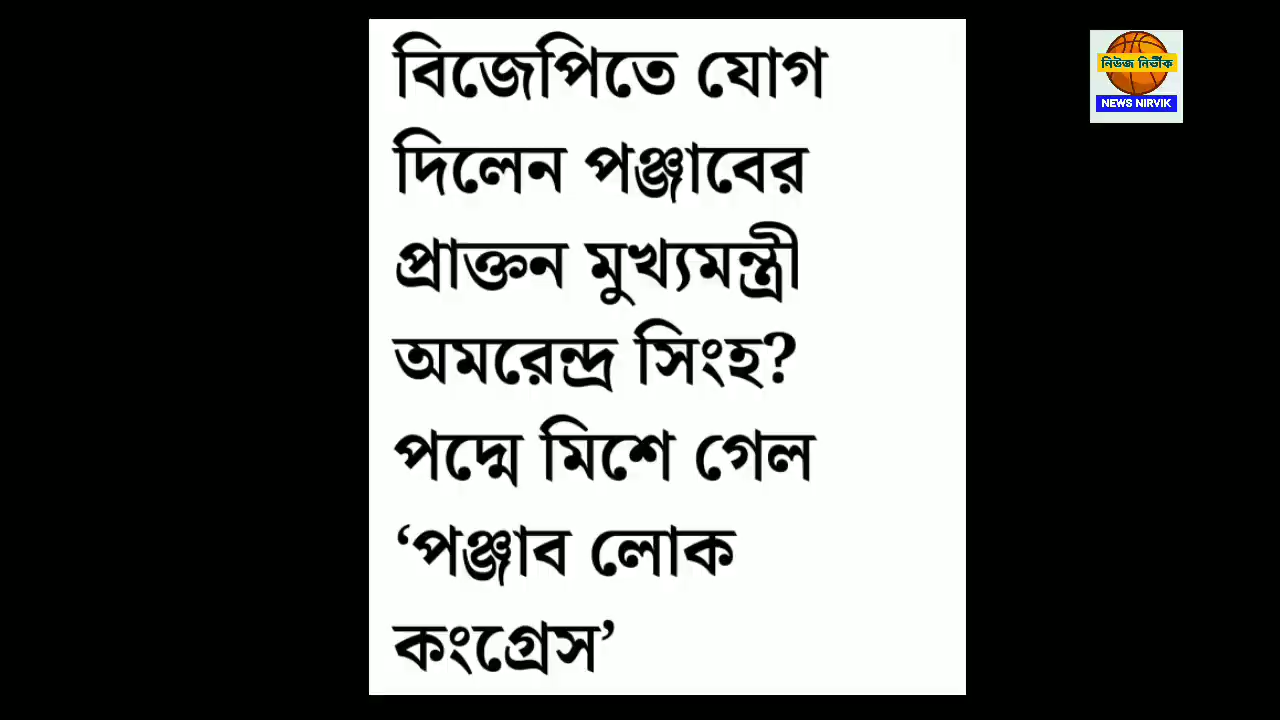 বিজেপিতে যোগ
দিলেন পঞ্জাবের
প্রাক্তন মুখ্যমন্ত্রী
অমরেন্দ্র সিংহ?
পদ্মে মিশে গেল
‘পঞ্জাব লোক
কংগ্রেস’
নিউজ নির্ভীক
NEWS NIRVIK